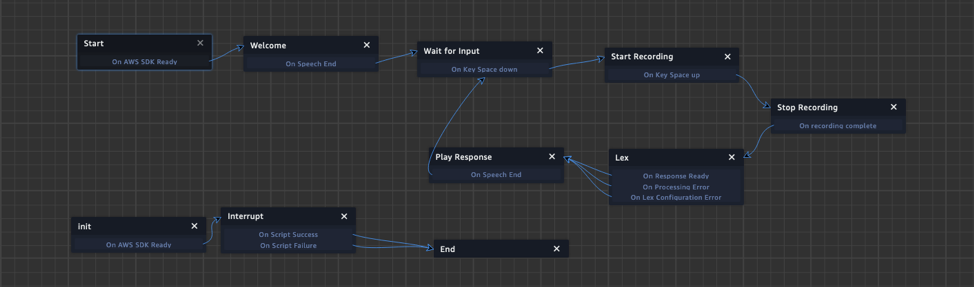 Start
On AWS SDK Ready
Welcome
On Speech End
Wait for Input
On Key Space down
Start Recording
On Key Space up
Stop Recording
On recording complete
Play Response
On Speech End
Lex
On Response Ready
On Processing Error
On Lex Configuration Error
init
On AWS SDK Ready
Interrupt
On Script Success
On Script Failure
End